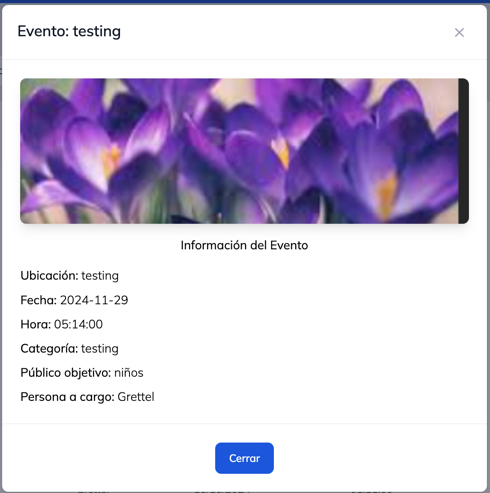 Evento: testing
Información del Evento
Ubicación: testing
Fecha: 2024-11-29
Hora: 05:14:00
Categoría: testing
Público objetivo: niños
Persona a cargo: Grettel
Cerrar